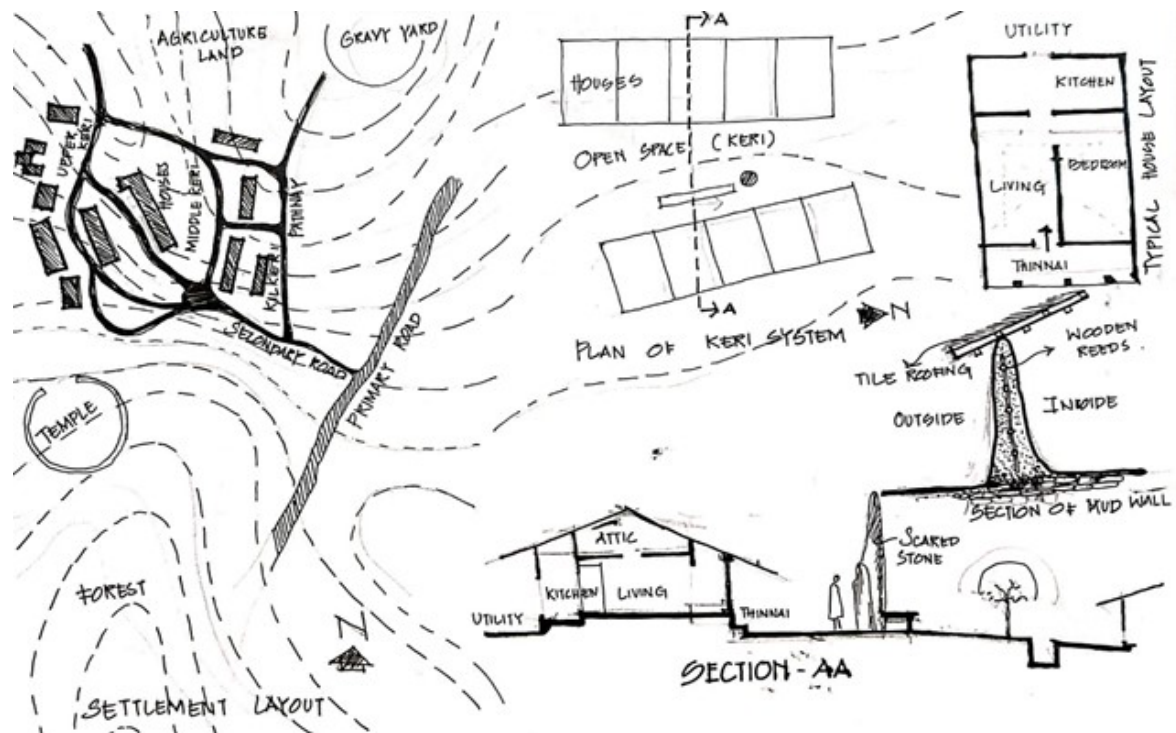 AGRICULTURE
LAND
GRAVY YARD
UPPER
KERI
HOUSES
MIDDLE KERI
PATHWAY
KILKERI
SECONDARY ROAD
PRIMARY
ROAD
TEMPLE
FOREST
N
SETTLEMENT LAYOUT
A
HOUSES
OPEN SPACE (KERI)
A
N
PLAN OF KERI SYSTEM
UTILITY
KITCHEN
LIVING
BEDROOM
THINNAI
TYPICAL HOUSE LAYOUT
TILE ROOFING
WOODEN
REEDS
OUTSIDE
INSIDE
SECTION OF MUD WALL
ATTIC
UTILITY
KITCHEN
LIVING
THINNAI
SCARED
STONE
SECTION - AA